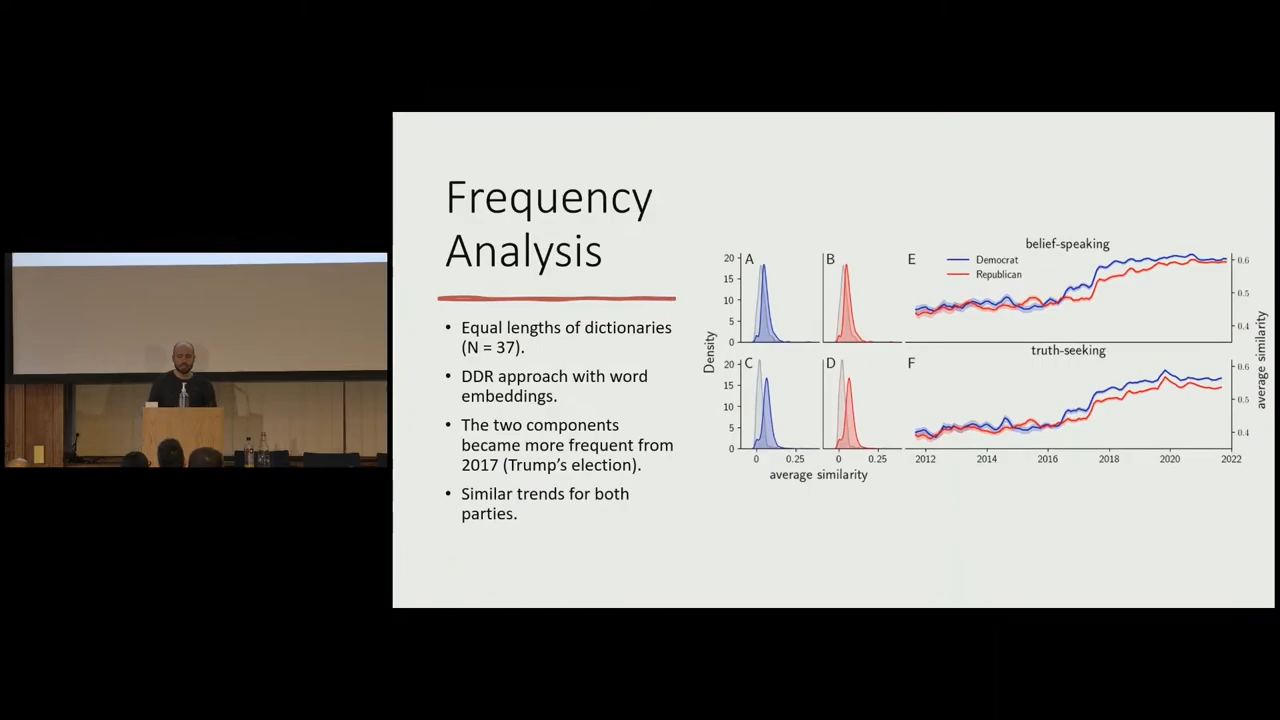 Frequency
Analysis
• Equal lengths of dictionaries
(N = 37).
• DDR approach with word
embeddings.
• The two components
became more frequent from
2017 (Trump’s election).
• Similar trends for both
parties.
Density
20
15
10
5
0
A
B
20
15
10
5
0
C
D
0
0.25
0
0.25
average similarity
belief-speaking
E
Democrat
Republican
0.6
0.5
0.4
truth-seeking
F
0.6
0.5
0.4
average similarity
2012
2014
2016
2018
2020
2022